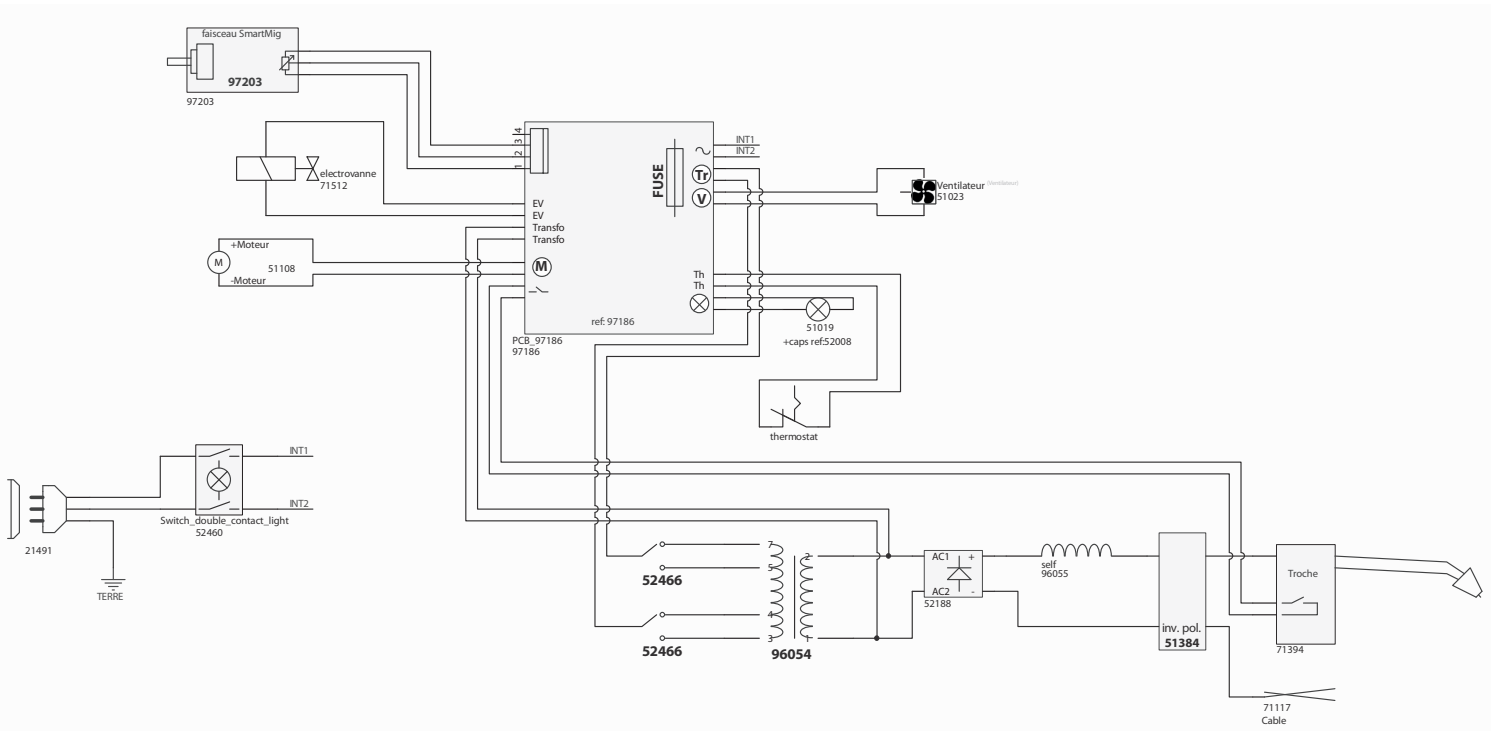 faisceau SmartMig
97203
97203
4
3
2
1
INT1
INT2
FUSE
Tr
V
electrovanne
71512
Ventilateur (Ventilateur)
51023
EV
EV
Transfo
Transfo
+Moteur
M
51108
-Moteur
M
Th
Th
ref: 97186
51019
+caps ref:52008
PCB_97186
97186
thermostat
INT1
INT2
Switch_double_contact_light
52460
21491
TERRE
7
5
52466
4
3
52466
2
1
96054
AC1 +
AC2 -
52188
self
96055
inv. pol.
51384
Troche
71394
71117
Cable